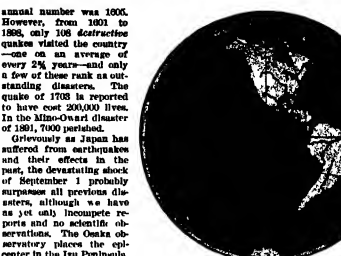 annual number was 1605.
However, from 1601 to
1898, only 108 destructive
quakes visited the country
—one on an average of
every 2¾ years—and only
a few of these rank as out-
standing disasters. The
quake of 1703 is reported
to have cost 200,000 lives.
In the Mino-Owari disaster
of 1891, 7000 perished.
Grievously as Japan has
suffered from earthquakes
and their effects in the
past, the devastating shock
of September 1 probably
surpasses all previous dis-
asters, although we have
as yet only incompete re-
ports and no scientific ob-
servations. The Osaka ob-
servatory places the epi-
center in the Izu Peninsula,